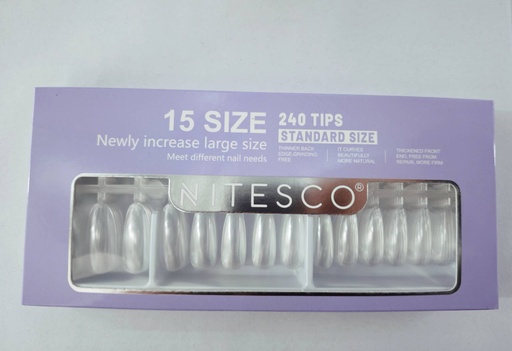 15 SIZE
Newly increase large size
Meet different nail needs
240 TIPS
STANDARD SIZE
THINNER BACK
EDGE,GRINDING
FREE
IT CURVES
BEAUTIFULLY
MORE NATURAL
THICKENED FRONT
END, FREE FROM
REPAIR, MORE FIRM
NITESCO®